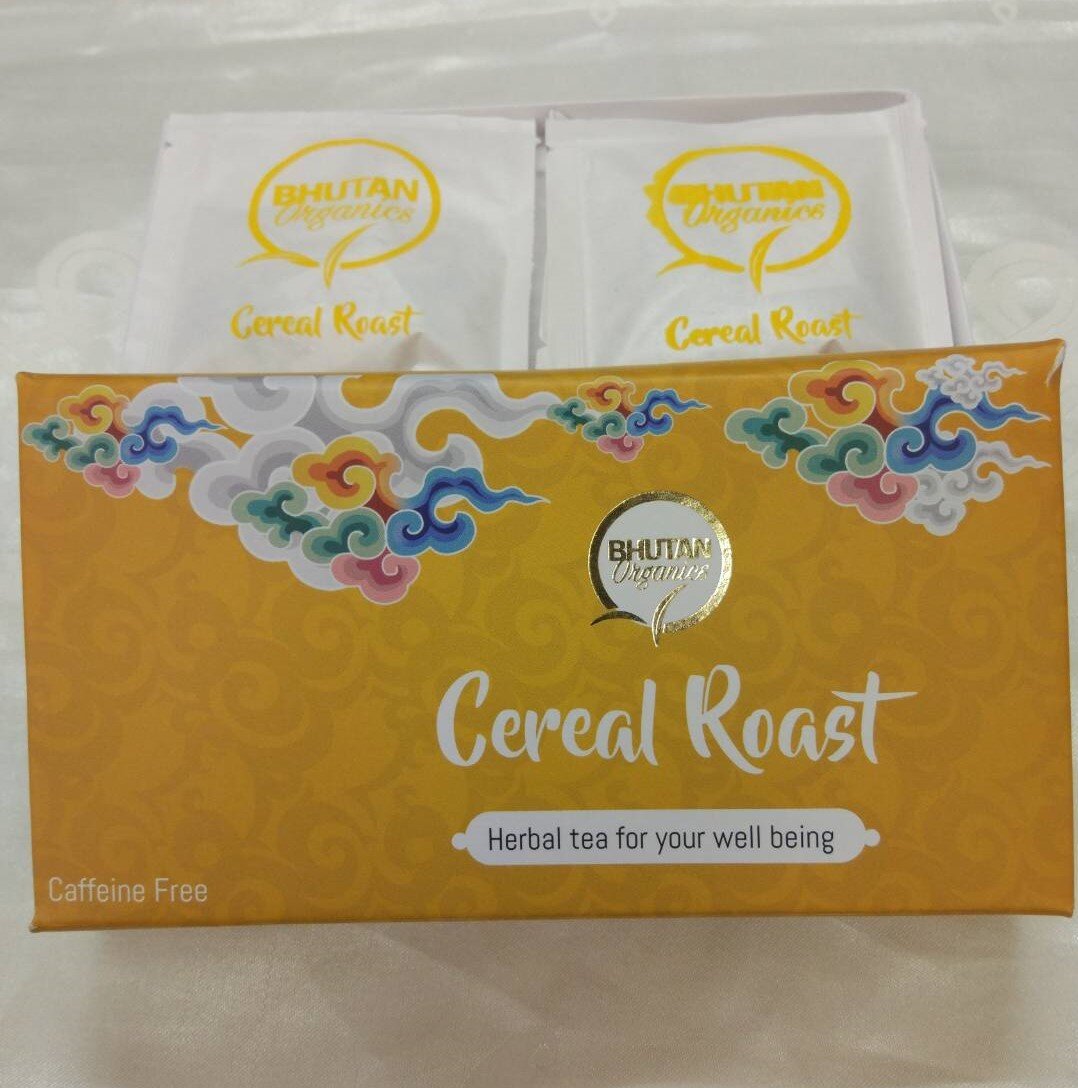 BHUTAN
Organics
Cereal Roast
BHUTAN
Organics
Cereal Roast
BHUTAN
Organics
Cereal Roast
Herbal tea for your well being
Caffeine Free